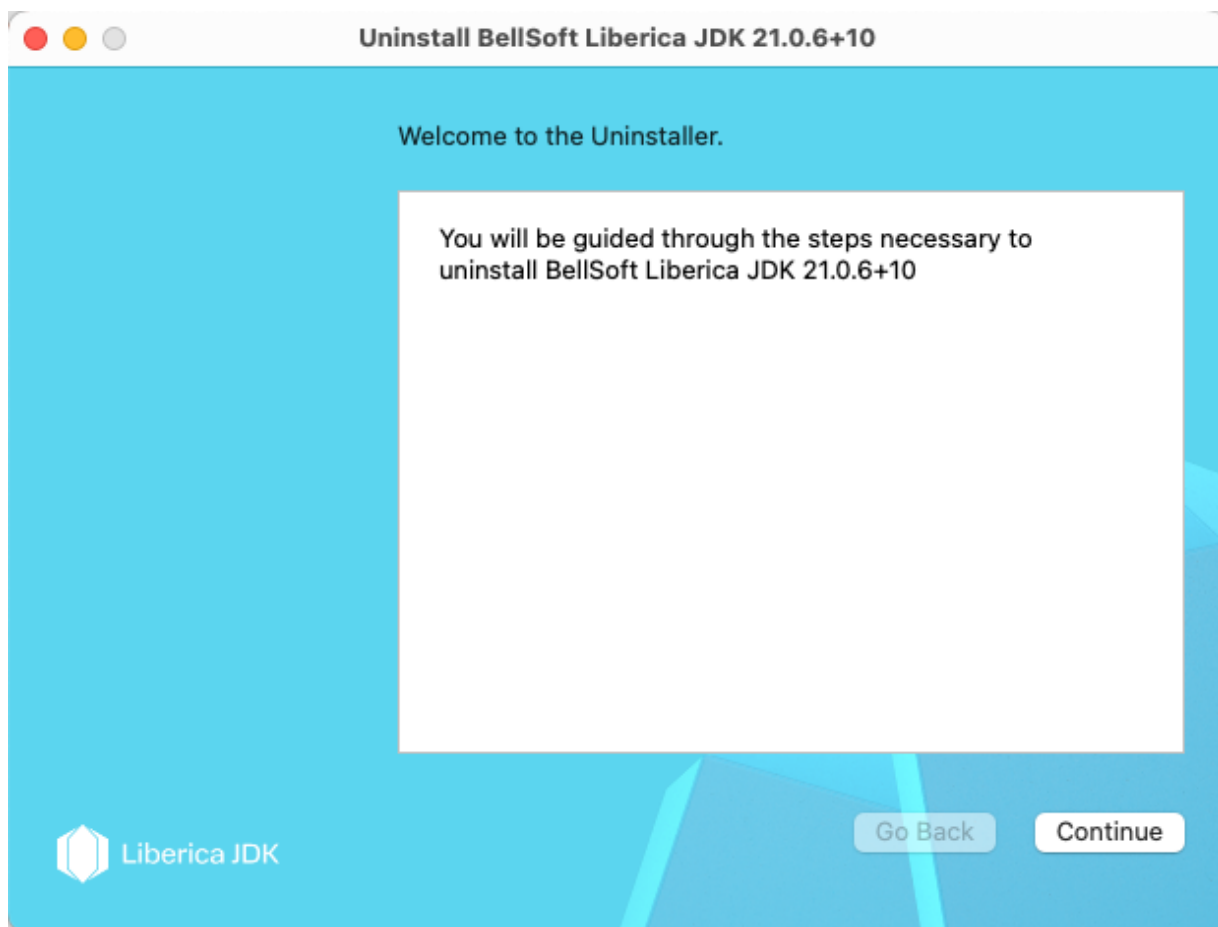 Uninstall BellSoft Liberica JDK 21.0.6+10
Welcome to the Uninstaller.
You will be guided through the steps necessary to
uninstall BellSoft Liberica JDK 21.0.6+10
Go Back
Continue
Liberica JDK